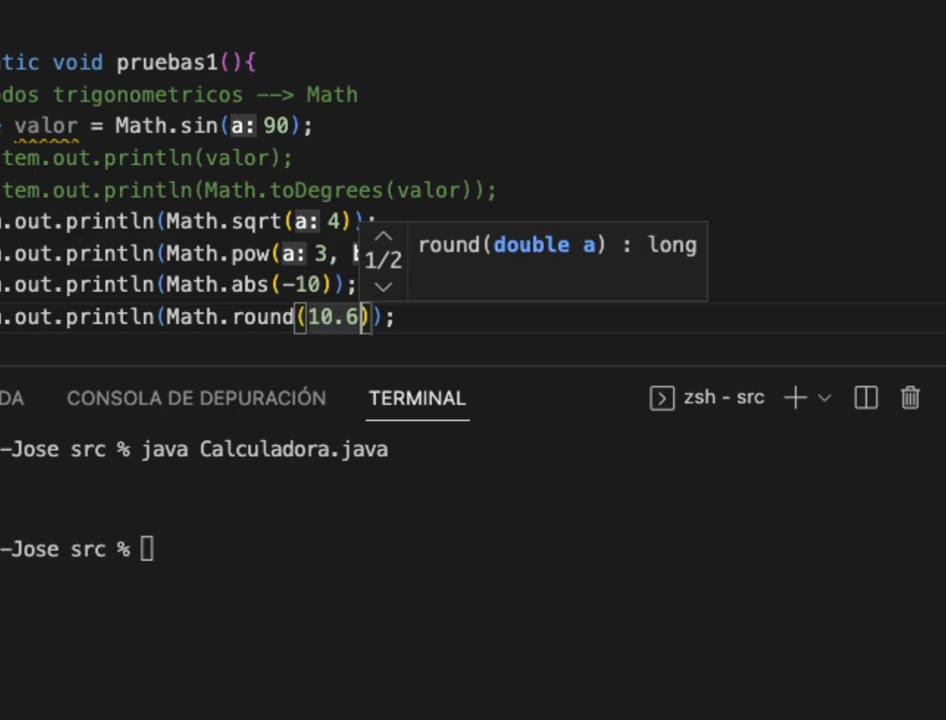 tic void pruebas1(){
dos trigonometricos --> Math
valor = Math.sin(a: 90);
tem.out.println(valor);
tem.out.println(Math.toDegrees(valor));
.out.println(Math.sqrt(a: 4));
.out.println(Math.pow(a: 3,
.out.println(Math.abs(-10));
.out.println(Math.round(10.6));
1/2
round(double a) : long
DA
CONSOLA DE DEPURACIÓN
TERMINAL
zsh - src
-Jose src % java Calculadora.java
-Jose src %